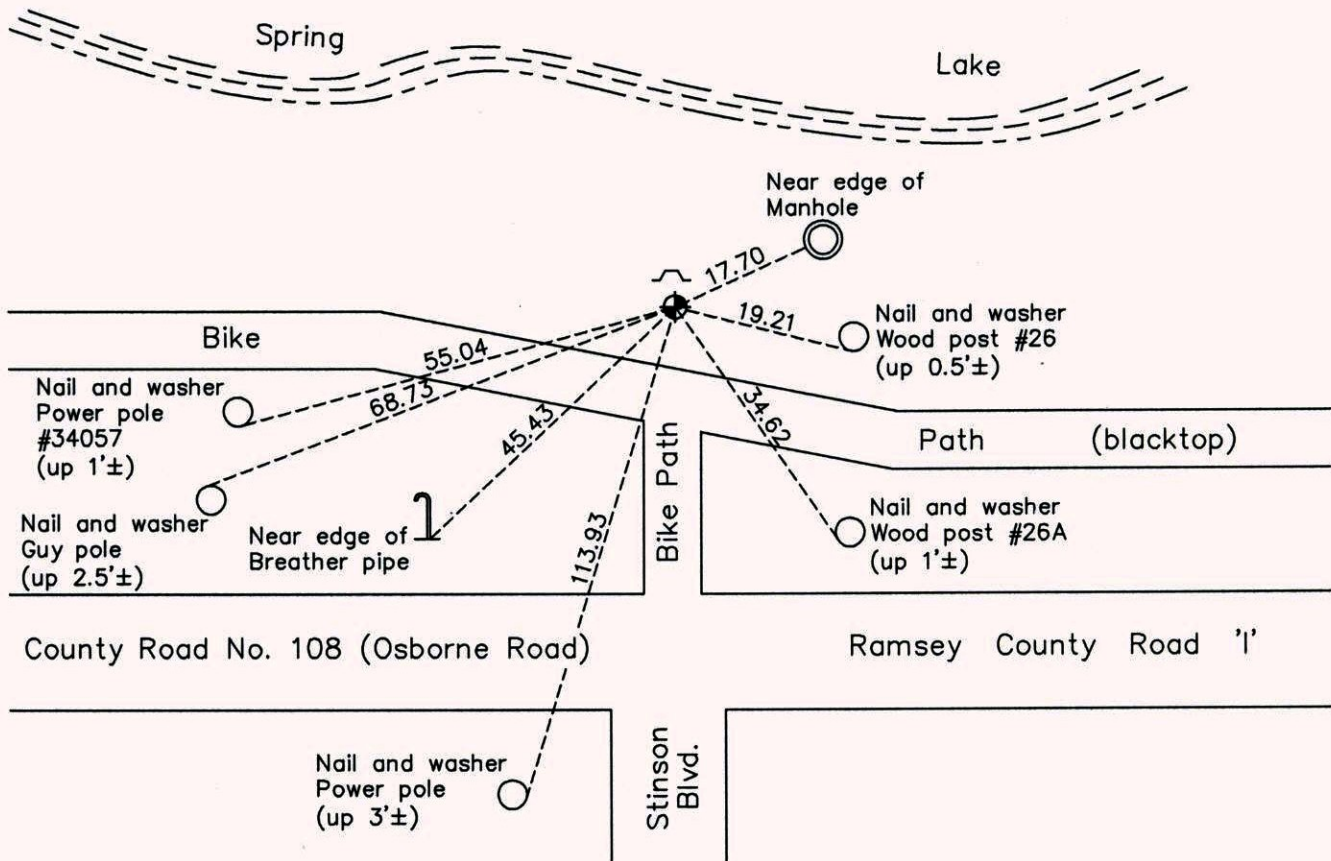 Spring
Lake
Near edge of
Manhole
17.70
19.21
Nail and washer
Wood post #26
(up 0.5'±)
Bike
55.04
68.73
Nail and washer
Power pole
#34057
(up 1'±)
45.43
34.62
Path (blacktop)
Bike Path
Nail and washer
Guy pole
(up 2.5'±)
Near edge of
Breather pipe
113.93
Nail and washer
Wood post #26A
(up 1'±)
County Road No. 108 (Osborne Road)
Ramsey County Road 'I'
Nail and washer
Power pole
(up 3'±)
Stinson
Blvd.